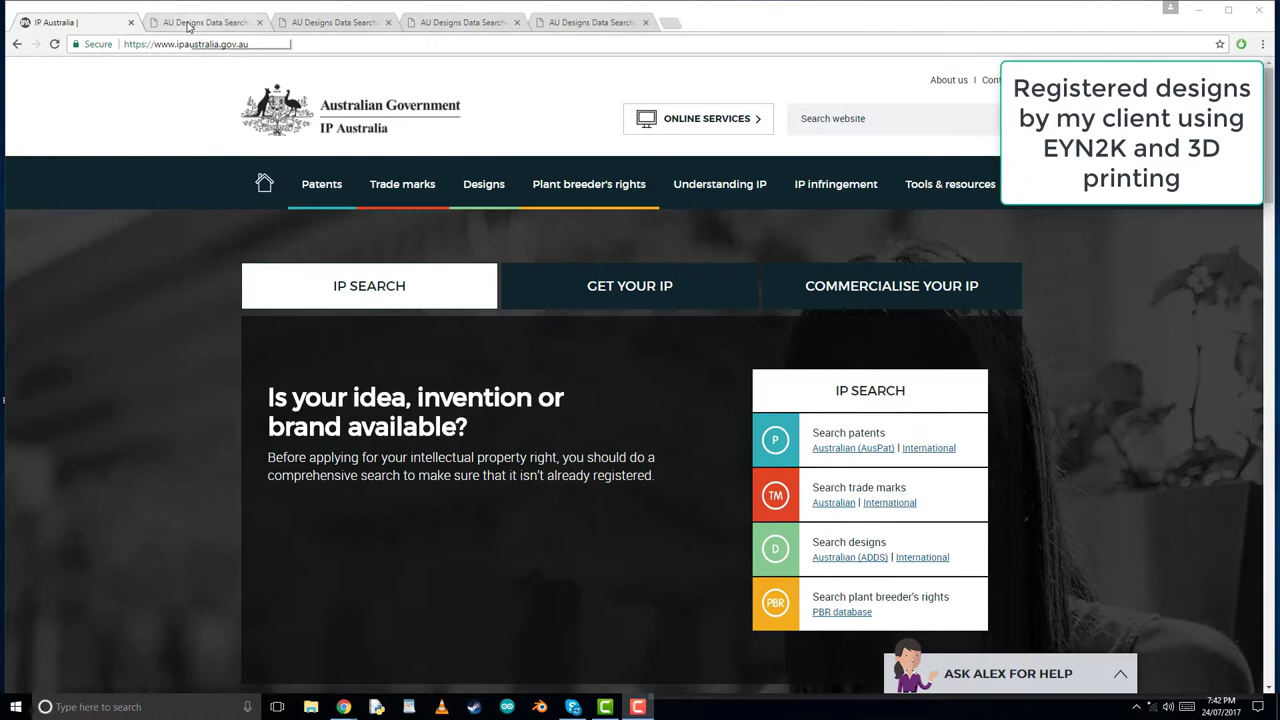 IP Australia |
AU Designs Data Search
AU Designs Data Search
AU Designs Data Search
AU Designs Data Search
Secure
https://www.ipaustralia.gov.au
About us |
Registered designs
by my client using
EYN2K and 3D
printing
Australian Government
IP Australia
ONLINE SERVICES
Search website
Patents
Trade marks
Designs
Plant breeder's rights
Understanding IP
IP infringement
Tools & resources
IP SEARCH
GET YOUR IP
COMMERCIALISE YOUR IP
Is your idea, invention or
brand available?
Before applying for your intellectual property right, you should do a
comprehensive search to make sure that it isn't already registered.
IP SEARCH
P
Search patents
Australian (AusPat) | International
TM
Search trade marks
Australian | International
D
Search designs
Australian (ADDS) | International
PBR
Search plant breeder's rights
PBR database
ASK ALEX FOR HELP
Type here to search
7:42 PM
24/07/2017